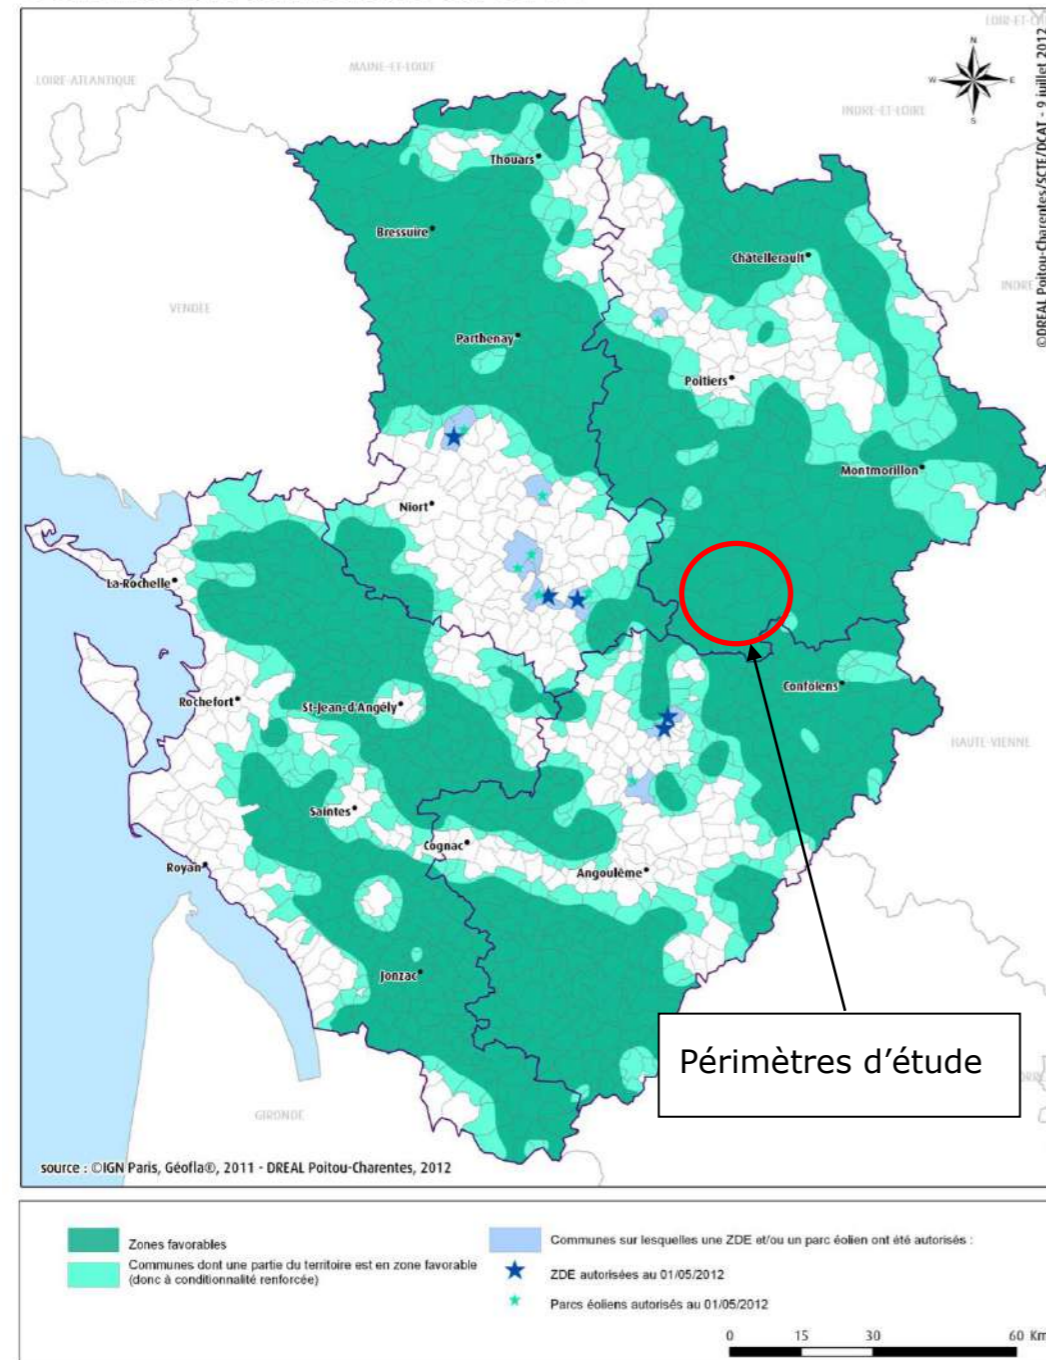 LOIRE-ATLANTIQUE
MAINE-ET-LOIRE
N
W
E
S
INDRE-ET-LOIRE
©DREAL Poitou-Charentes/SCTE/DCAT - 9 juillet 2012
Thouars
Bressuire
Châtellerault
VENDÉE
INDRE
Parthenay
Poitiers
Montmorillon
Niort
La-Rochelle
Confolens
Rochefort
St-Jean-d'Angély
HAUTE-VIENNE
Saintes
Cognac
Angoulême
Royan
Jonzac
Périmètres d'étude
GIRONDE
source : ©IGN Paris, Géofla®, 2011 - DREAL Poitou-Charentes, 2012
Zones favorables
Communes dont une partie du territoire est en zone favorable
(donc à conditionnalité renforcée)
Communes sur lesquelles une ZDE et/ou un parc éolien ont été autorisés :
ZDE autorisées au 01/05/2012
Parcs éoliens autorisés au 01/05/2012
0 15 30 60 Km